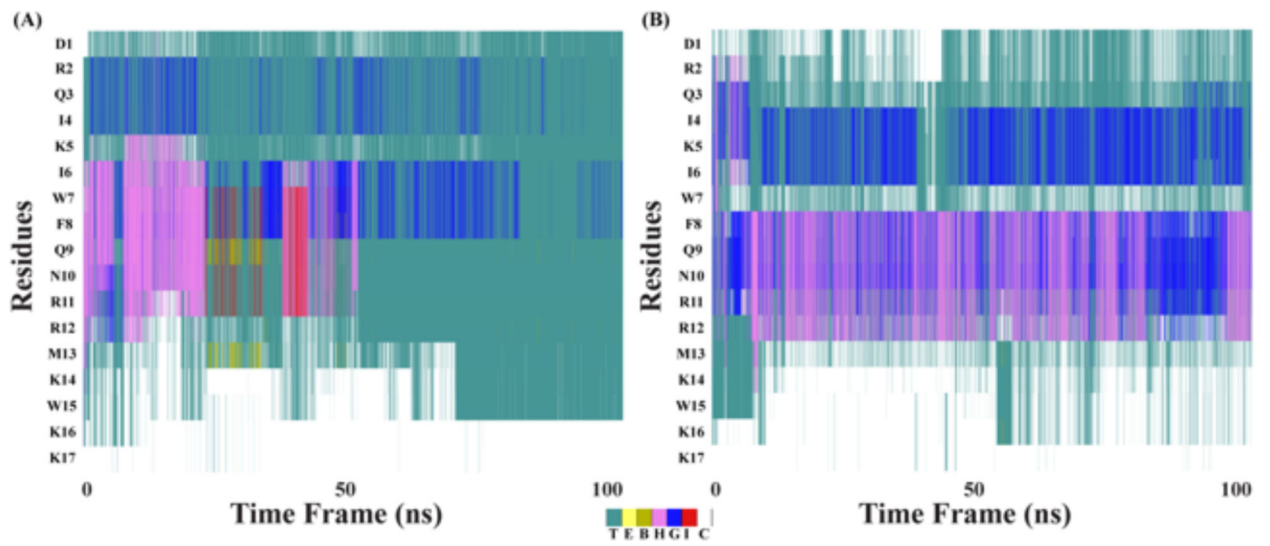 (A)
D1
R2
Q3
I4
K5
I6
W7
F8
Q9
N10
R11
R12
M13
K14
W15
K16
K17
Residues
0 50 100
Time Frame (ns)
(B)
D1
R2
Q3
I4
K5
I6
W7
F8
Q9
N10
R11
R12
M13
K14
W15
K16
K17
Residues
0 50 100
Time Frame (ns)
T E B H G I C